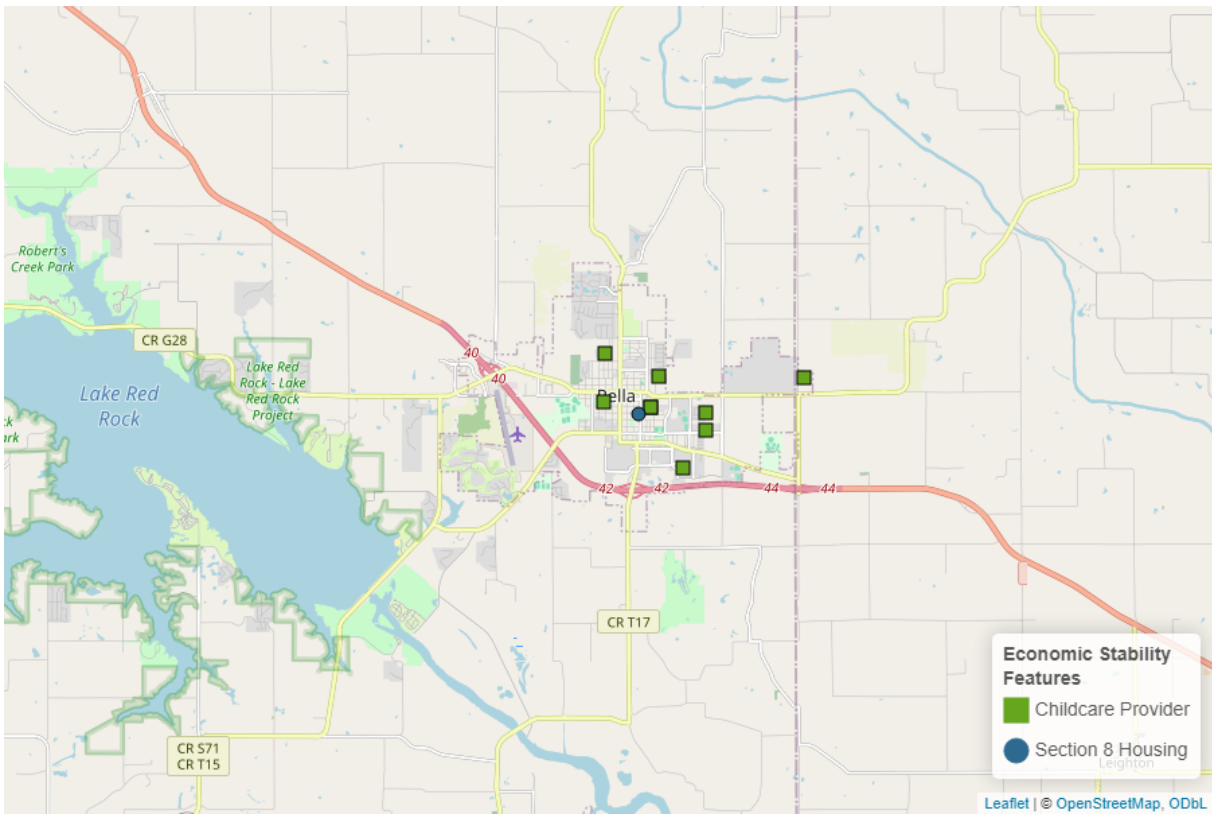 Robert's
Creek Park
CR G28
Lake Red
Rock
Lake Red
Rock - Lake
Red Rock
Project
ck
ark
40
40
Pella
42
42
44
44
CR T17
CR S71
CR T15
Economic Stability
Features
Childcare Provider
Section 8 Housing
Leighton
Leaflet | © OpenStreetMap, ODbL